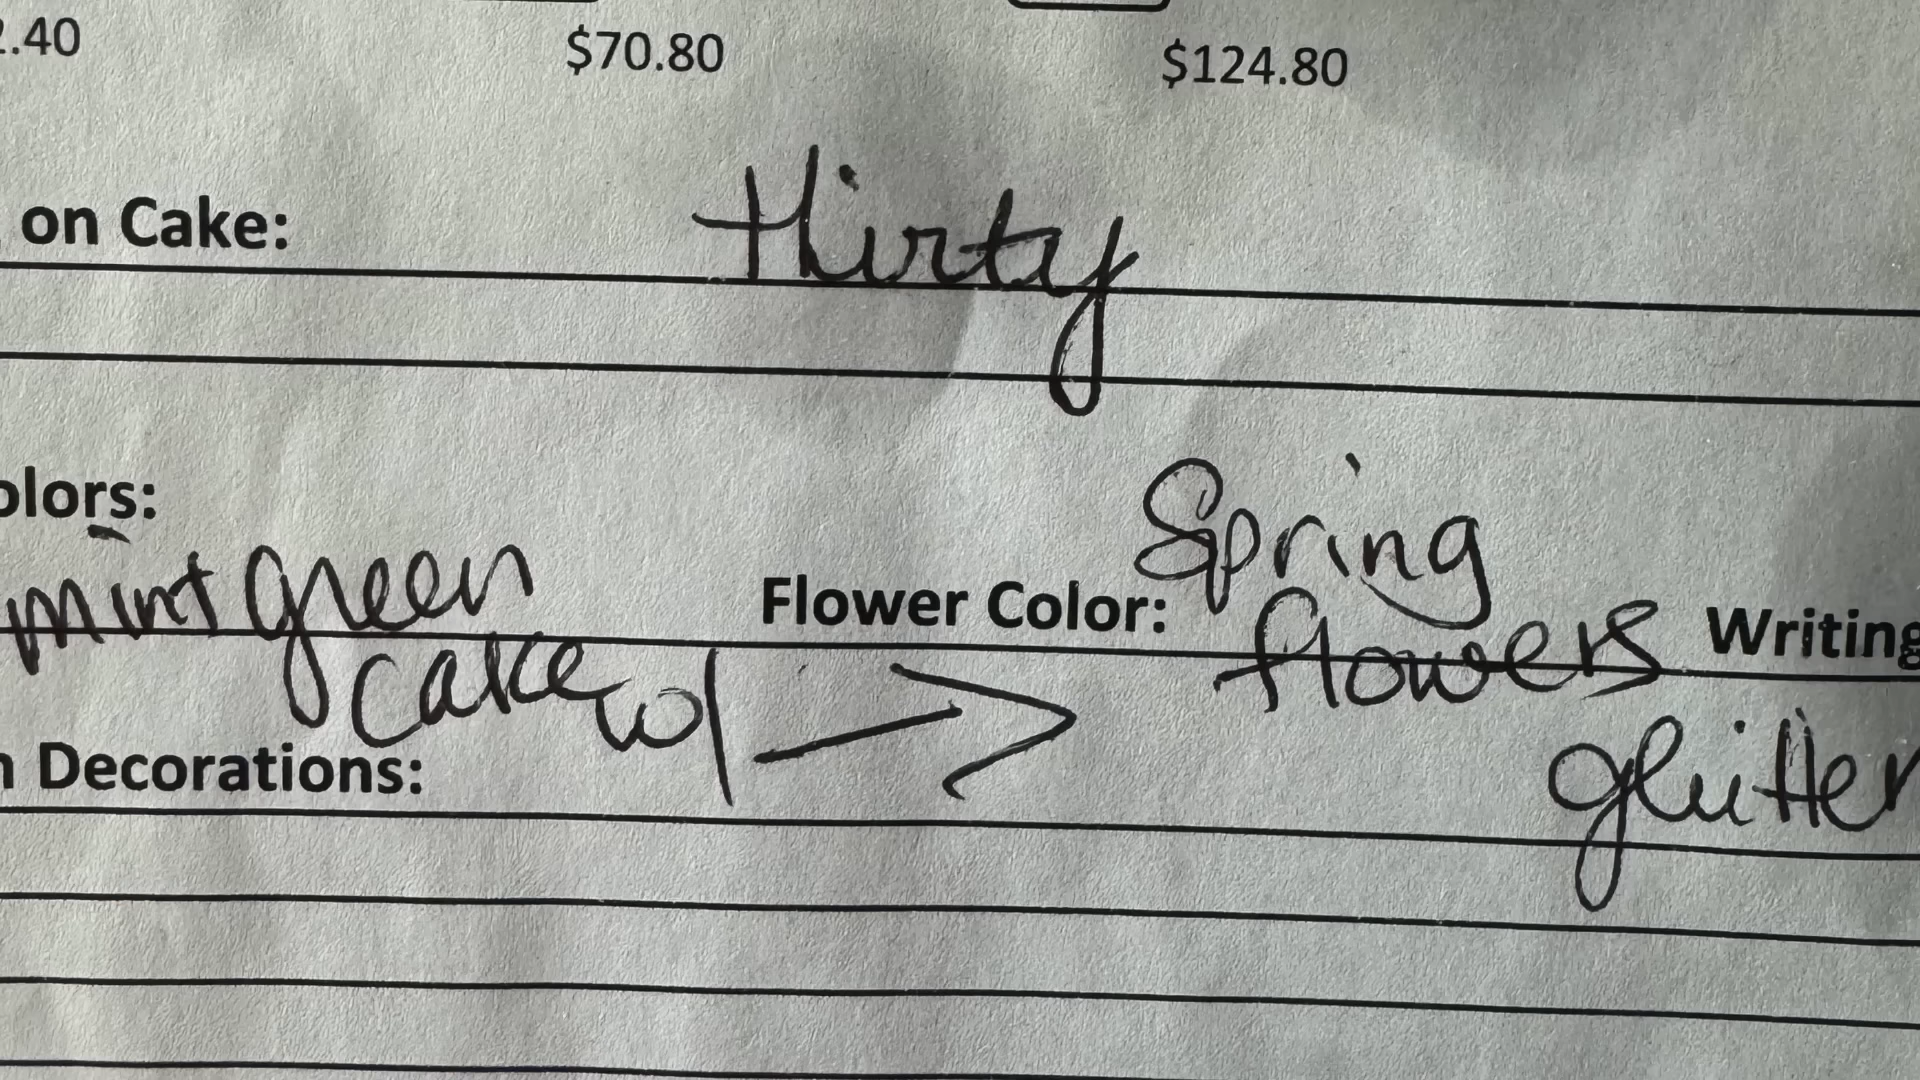 2.40 $70.80 $124.80
on Cake: thirty
olors: Spring
mint green Flower Color: flowers Writing
cake w/ → glitter
Decorations: